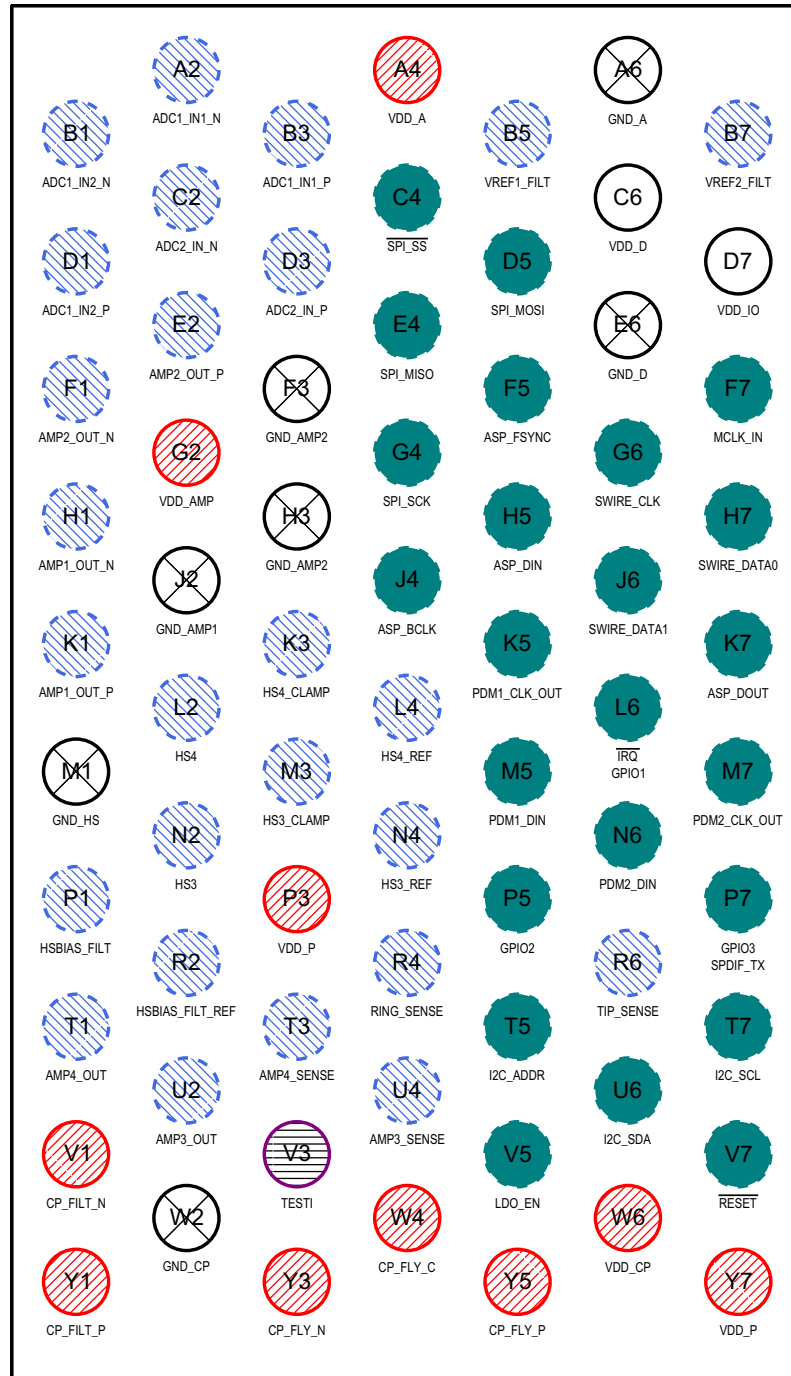 A2
ADC1_IN1_N
A4
VDD_A
A6
GND_A
B1
ADC1_IN2_N
B3
ADC1_IN1_P
B5
VREF1_FILT
B7
VREF2_FILT
C2
ADC2_IN_N
C4
SPI_SS
C6
VDD_D
D1
ADC1_IN2_P
D3
ADC2_IN_P
D5
SPI_MOSI
D7
VDD_IO
E2
AMP2_OUT_P
E4
SPI_MISO
E6
GND_D
F1
AMP2_OUT_N
F3
GND_AMP2
F5
ASP_FSYNC
F7
MCLK_IN
G2
VDD_AMP
G4
SPI_SCK
G6
SWIRE_CLK
H1
AMP1_OUT_N
H3
GND_AMP2
H5
ASP_DIN
H7
SWIRE_DATA0
J2
GND_AMP1
J4
ASP_BCLK
J6
SWIRE_DATA1
K1
AMP1_OUT_P
K3
HS4_CLAMP
K5
PDM1_CLK_OUT
K7
ASP_DOUT
L2
HS4
L4
HS4_REF
L6
IRQ
GPIO1
M1
GND_HS
M3
HS3_CLAMP
M5
PDM1_DIN
M7
PDM2_CLK_OUT
N2
HS3
N4
HS3_REF
N6
PDM2_DIN
P1
HSBIAS_FILT
P3
VDD_P
P5
GPIO2
P7
GPIO3
SPDIF_TX
R2
HSBIAS_FILT_REF
R4
RING_SENSE
R6
TIP_SENSE
T1
AMP4_OUT
T3
AMP4_SENSE
T5
I2C_ADDR
T7
I2C_SCL
U2
AMP3_OUT
U4
AMP3_SENSE
U6
I2C_SDA
V1
CP_FILT_N
V3
TESTI
V5
LDO_EN
V7
RESET
W2
GND_CP
W4
CP_FLY_C
W6
VDD_CP
Y1
CP_FILT_P
Y3
CP_FLY_N
Y5
CP_FLY_P
Y7
VDD_P